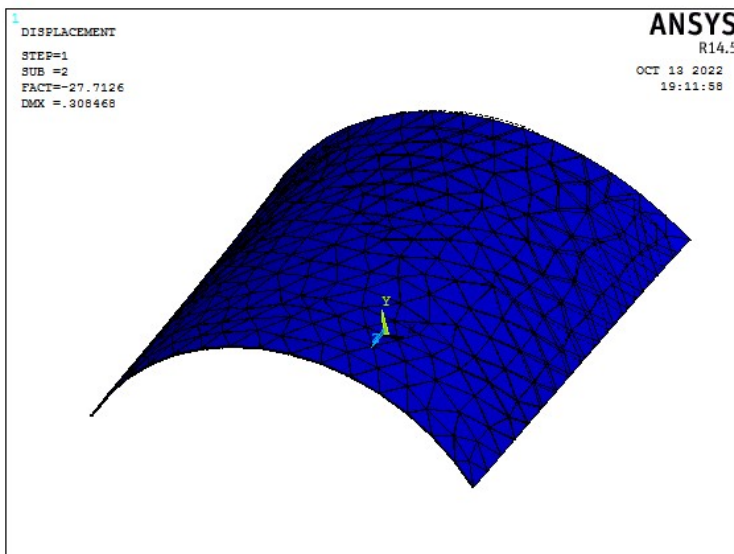 1
DISPLACEMENT
STEP=1
SUB =2
FACT=-27.7126
DMX =.308468
ANSYS
R14.5
OCT 13 2022
19:11:58
Y